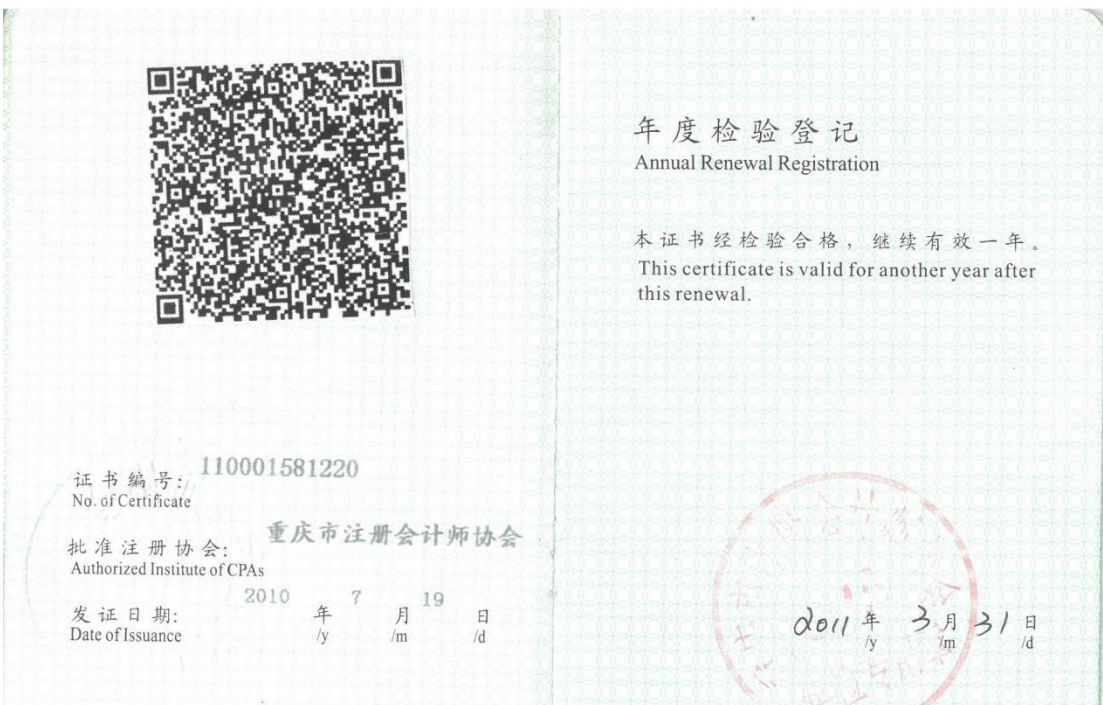 证书编号: 110001581220
No. of Certificate
批准注册协会: 重庆市注册会计师协会
Authorized Institute of CPAs
发证日期: 2010 年 7 月 19 日
Date of Issuance /y /m /d
年度检验登记
Annual Renewal Registration
本证书经检验合格，继续有效一年。
This certificate is valid for another year after
this renewal.
2011 年 3 月 31 日
/y /m /d